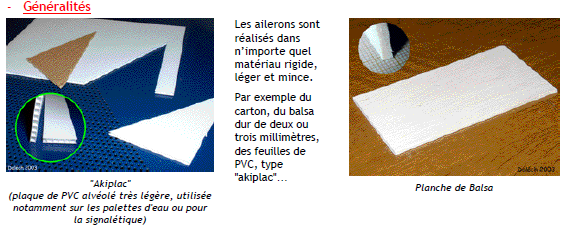 - Généralités
Les ailerons sont
réalisés dans
n'importe quel
matériau rigide,
léger et mince.
Par exemple du
carton, du balsa
dur de deux ou
trois millimètres,
des feuilles de
PVC, type
"akiplac"...
Dolech 2003
"Akiplac"
(plaque de PVC alvéolé très légère, utilisée
notamment sur les palettes d'eau ou pour
la signalétique)
Dolech 2003
Planche de Balsa